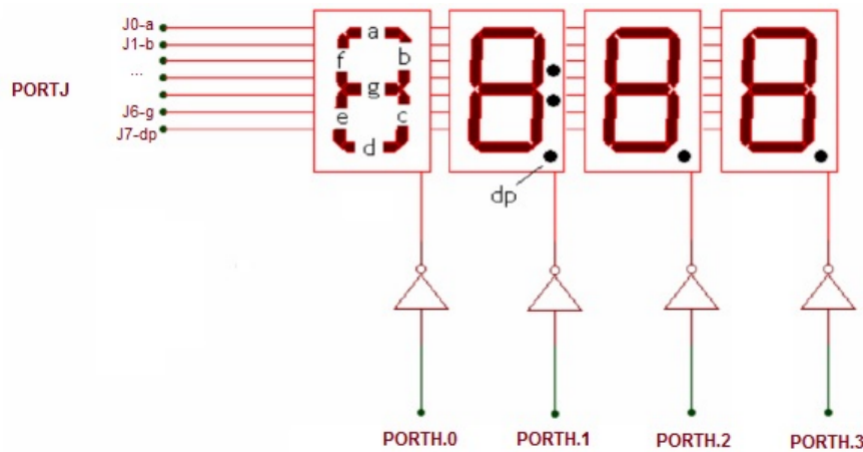 J0-a
J1-b
...
PORTJ
J6-g
J7-dp
a
f b
g
e c
d
dp
PORTH.0 PORTH.1 PORTH.2 PORTH.3